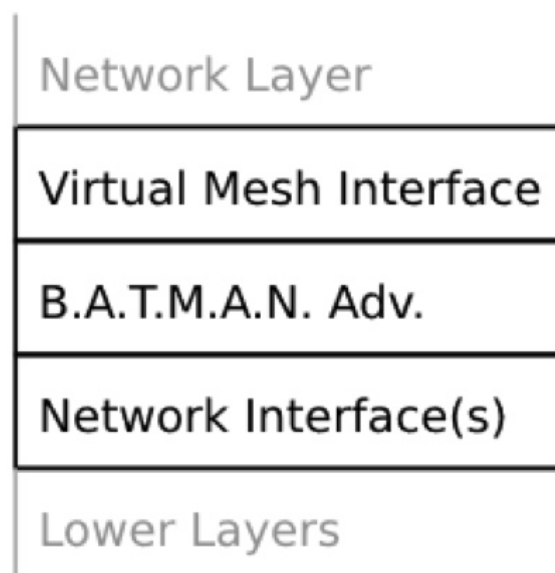 Network Layer
Virtual Mesh Interface
B.A.T.M.A.N. Adv.
Network Interface(s)
Lower Layers